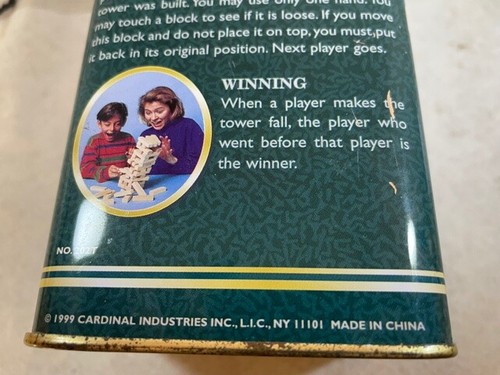 tower was built. You may use only one hand. You
may touch a block to see if it is loose. If you move
this block and do not place it on top, you must put
it back in its original position. Next player goes.
WINNING
When a player makes the
tower fall, the player who
went before that player is
the winner.
NO.
© 1999 CARDINAL INDUSTRIES INC., L.I.C., NY 11101 MADE IN CHINA